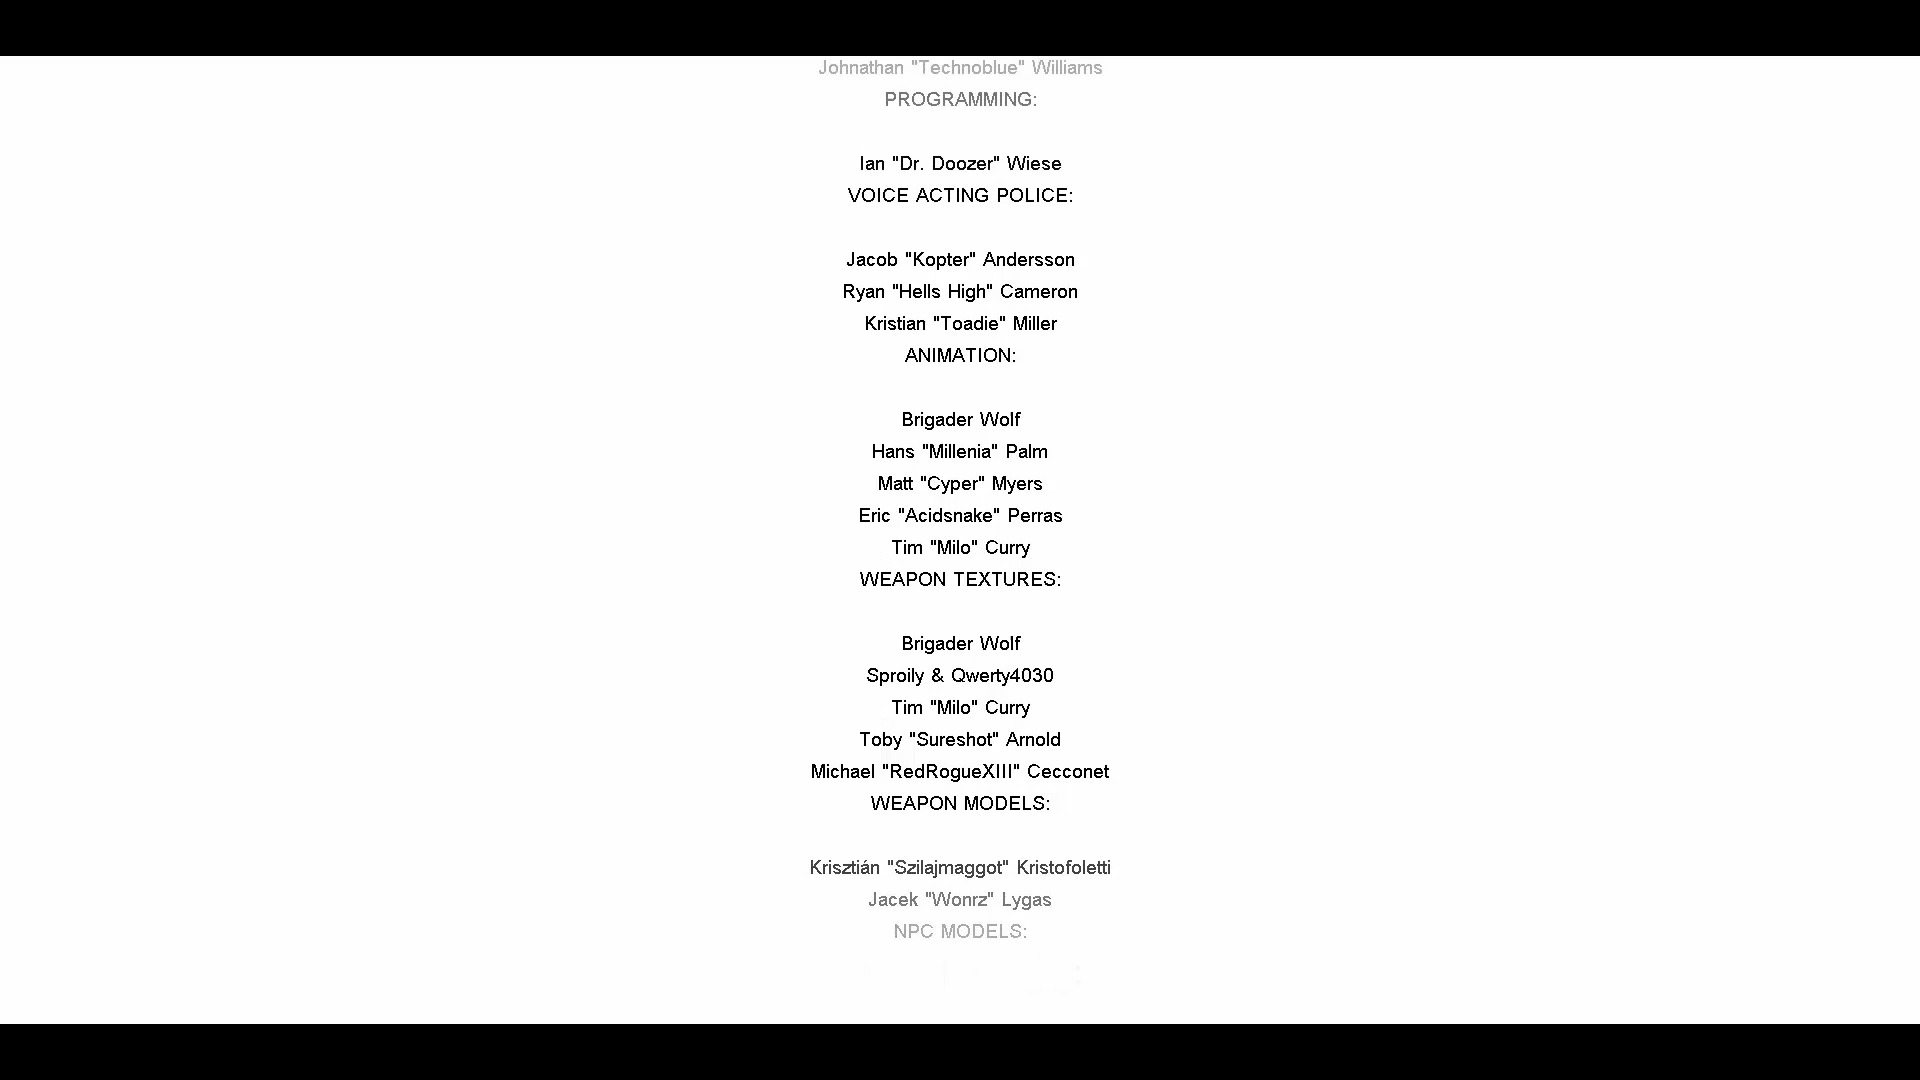 Johnathan "Technoblue" Williams
PROGRAMMING:
Ian "Dr. Doozer" Wiese
VOICE ACTING POLICE:
Jacob "Kopter" Andersson
Ryan "Hells High" Cameron
Kristian "Toadie" Miller
ANIMATION:
Brigader Wolf
Hans "Millenia" Palm
Matt "Cyper" Myers
Eric "Acidsnake" Perras
Tim "Milo" Curry
WEAPON TEXTURES:
Brigader Wolf
Sproily & Qwerty4030
Tim "Milo" Curry
Toby "Sureshot" Arnold
Michael "RedRogueXIII" Cecconet
WEAPON MODELS:
Krisztián "Szilajmaggot" Kristofoletti
Jacek "Wonrz" Lygas
NPC MODELS: